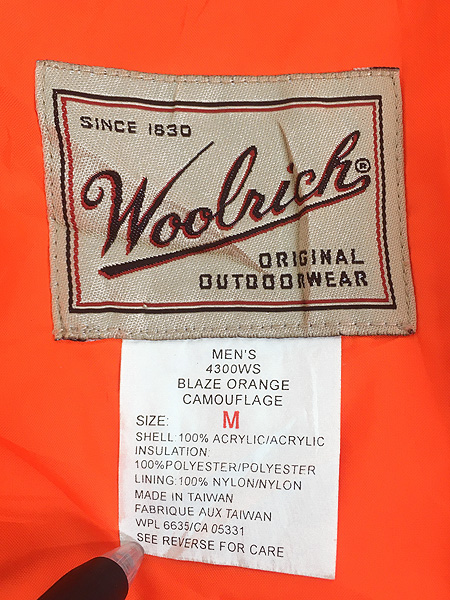 SINCE 1830
Woolrich®
ORIGINAL
OUTDOORWEAR
MEN'S
4300WS
BLAZE ORANGE
CAMOUFLAGE
SIZE: M
SHELL:100% ACRYLIC/ACRYLIC
INSULATION:
100%POLYESTER/POLYESTER
LINING:100% NYLON/NYLON
MADE IN TAIWAN
FABRIQUE AUX TAIWAN
WPL 6635/CA 05331
SEE REVERSE FOR CARE